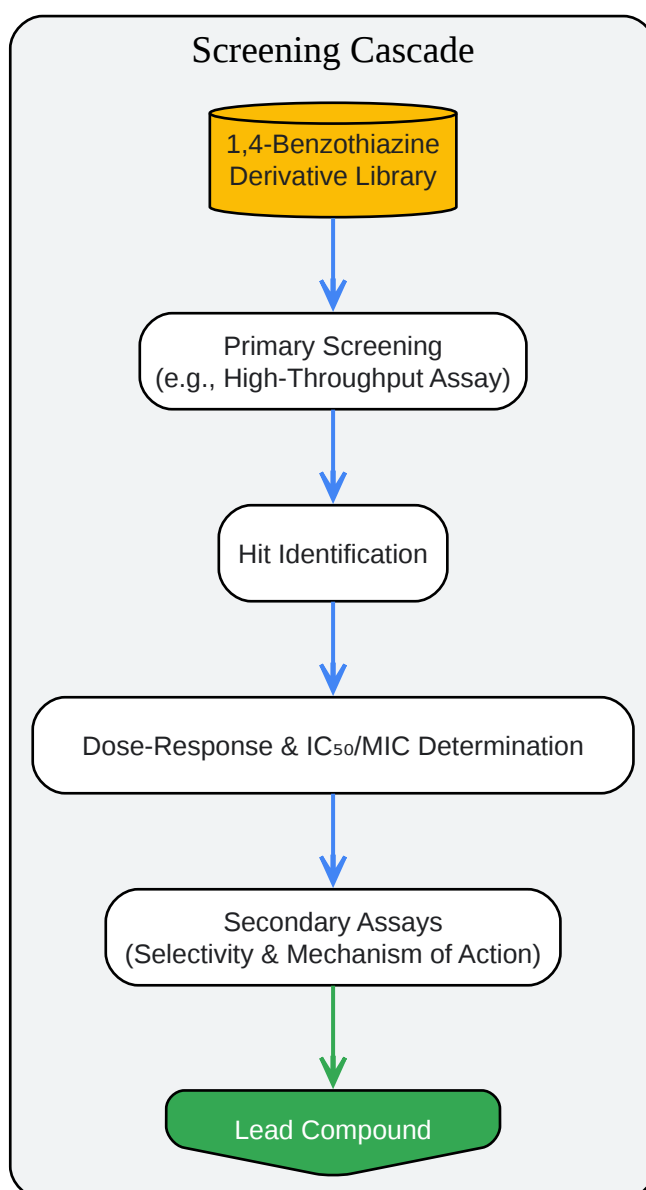 Screening Cascade
1,4-Benzothiazine
Derivative Library
Primary Screening
(e.g., High-Throughput Assay)
Hit Identification
Dose-Response & IC₅₀/MIC Determination
Secondary Assays
(Selectivity & Mechanism of Action)
Lead Compound